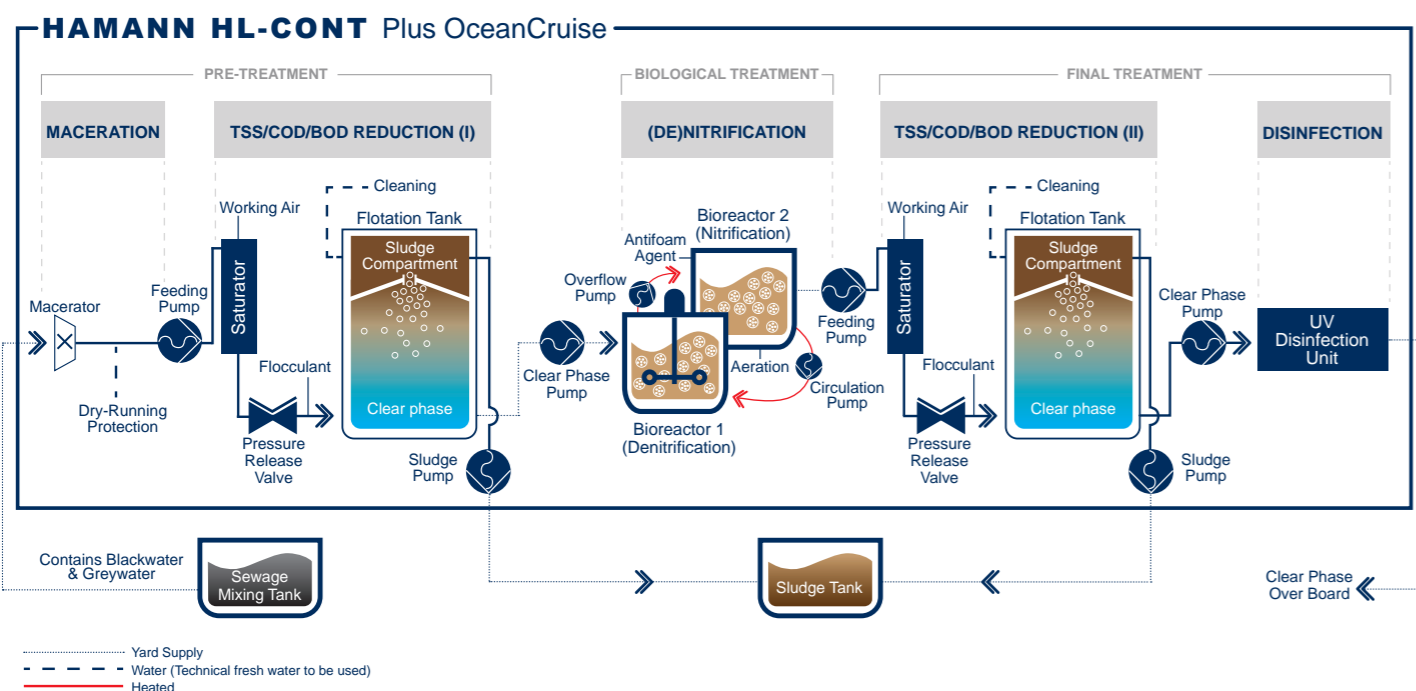 HAMANN HL-CONT Plus OceanCruise
PRE-TREATMENT
BIOLOGICAL TREATMENT
FINAL TREATMENT
MACERATION
TSS/COD/BOD REDUCTION (I)
(DE)NITRIFICATION
TSS/COD/BOD REDUCTION (II)
DISINFECTION
Macerator
Dry-Running
Protection
Feeding
Pump
Working Air
Saturator
Pressure
Release
Valve
Flocculant
Cleaning
Flotation Tank
Sludge
Compartment
Clear phase
Sludge
Pump
Clear Phase
Pump
Overflow
Pump
Antifoam
Agent
Bioreactor 2
(Nitrification)
Aeration
Circulation
Pump
Bioreactor 1
(Denitrification)
Feeding
Pump
Working Air
Saturator
Pressure
Release
Valve
Flocculant
Cleaning
Flotation Tank
Sludge
Compartment
Clear phase
Sludge
Pump
Clear Phase
Pump
UV
Disinfection
Unit
Contains Blackwater
& Greywater
Sewage
Mixing Tank
Sludge Tank
Clear Phase
Over Board
Yard Supply
Water (Technical fresh water to be used)
Heated